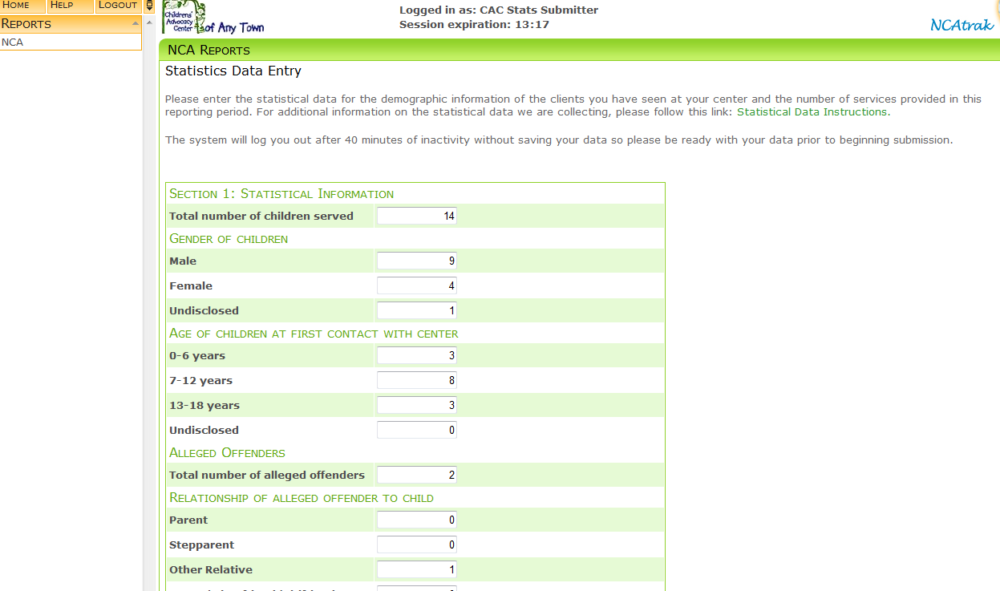 HOME HELP LOGOUT
REPORTS
NCA
Childrens'
Advocacy
Center of Any Town
Logged in as: CAC Stats Submitter
Session expiration: 13:17
NCAtrak
NCA REPORTS
Statistics Data Entry
Please enter the statistical data for the demographic information of the clients you have seen at your center and the number of services provided in this
reporting period. For additional information on the statistical data we are collecting, please follow this link: Statistical Data Instructions.
The system will log you out after 40 minutes of inactivity without saving your data so please be ready with your data prior to beginning submission.
SECTION 1: STATISTICAL INFORMATION
Total number of children served 14
GENDER OF CHILDREN
Male 9
Female 4
Undisclosed 1
AGE OF CHILDREN AT FIRST CONTACT WITH CENTER
0-6 years 3
7-12 years 8
13-18 years 3
Undisclosed 0
ALLEGED OFFENDERS
Total number of alleged offenders 2
RELATIONSHIP OF ALLEGED OFFENDER TO CHILD
Parent 0
Stepparent 0
Other Relative 1